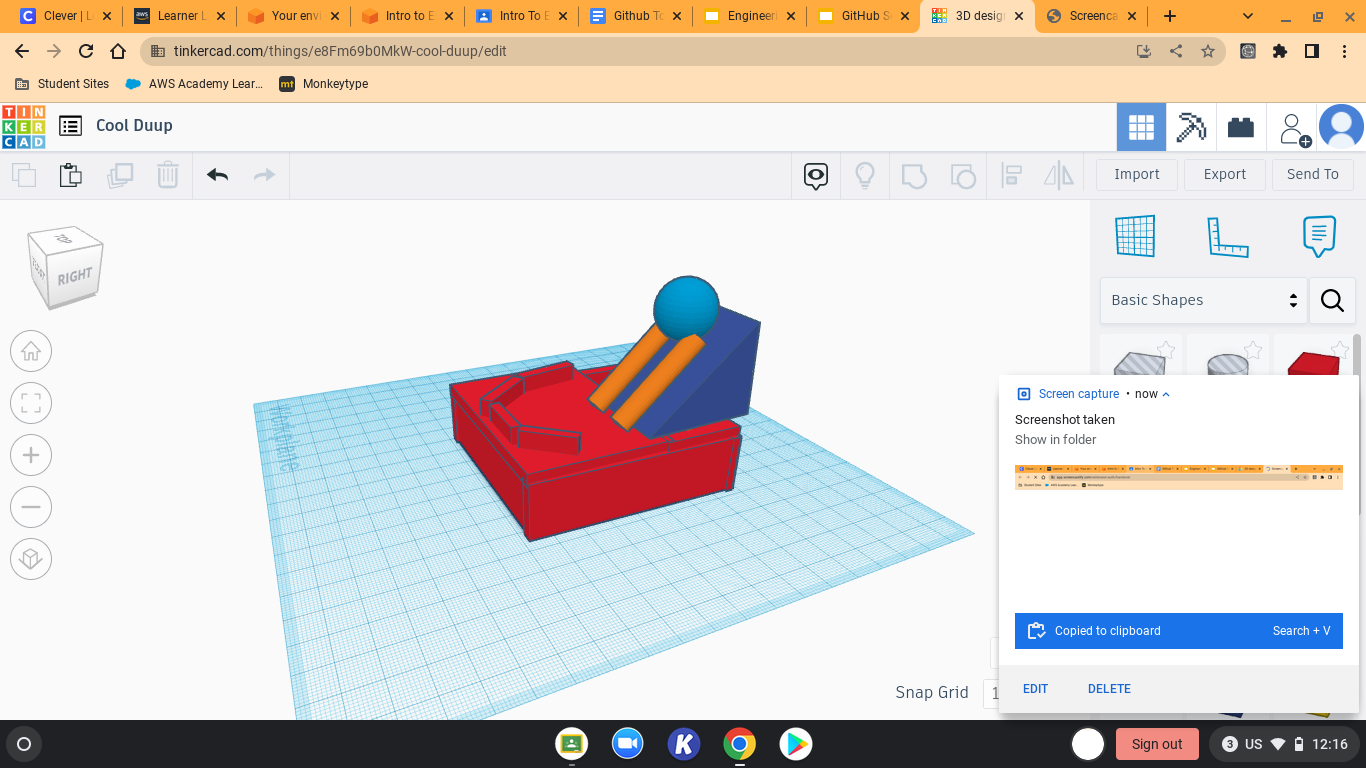 Clever | L
Learner L
Your envi
Intro to E
Intro To E
Github To
Engineeri
GitHub S
3D desig
Screenca
tinkercad.com/things/e8Fm69b0MkW-cool-duup/edit
Student Sites
AWS Academy Lear...
mt
Monkeytype
TIN
KER
CAD
Cool Duup
Import
Export
Send To
TOP
RIGHT
Workplane
Basic Shapes
Screen capture • now
Screenshot taken
Show in folder
Copied to clipboard
Search + V
EDIT
DELETE
Snap Grid
1
Sign out
3
US
12:16